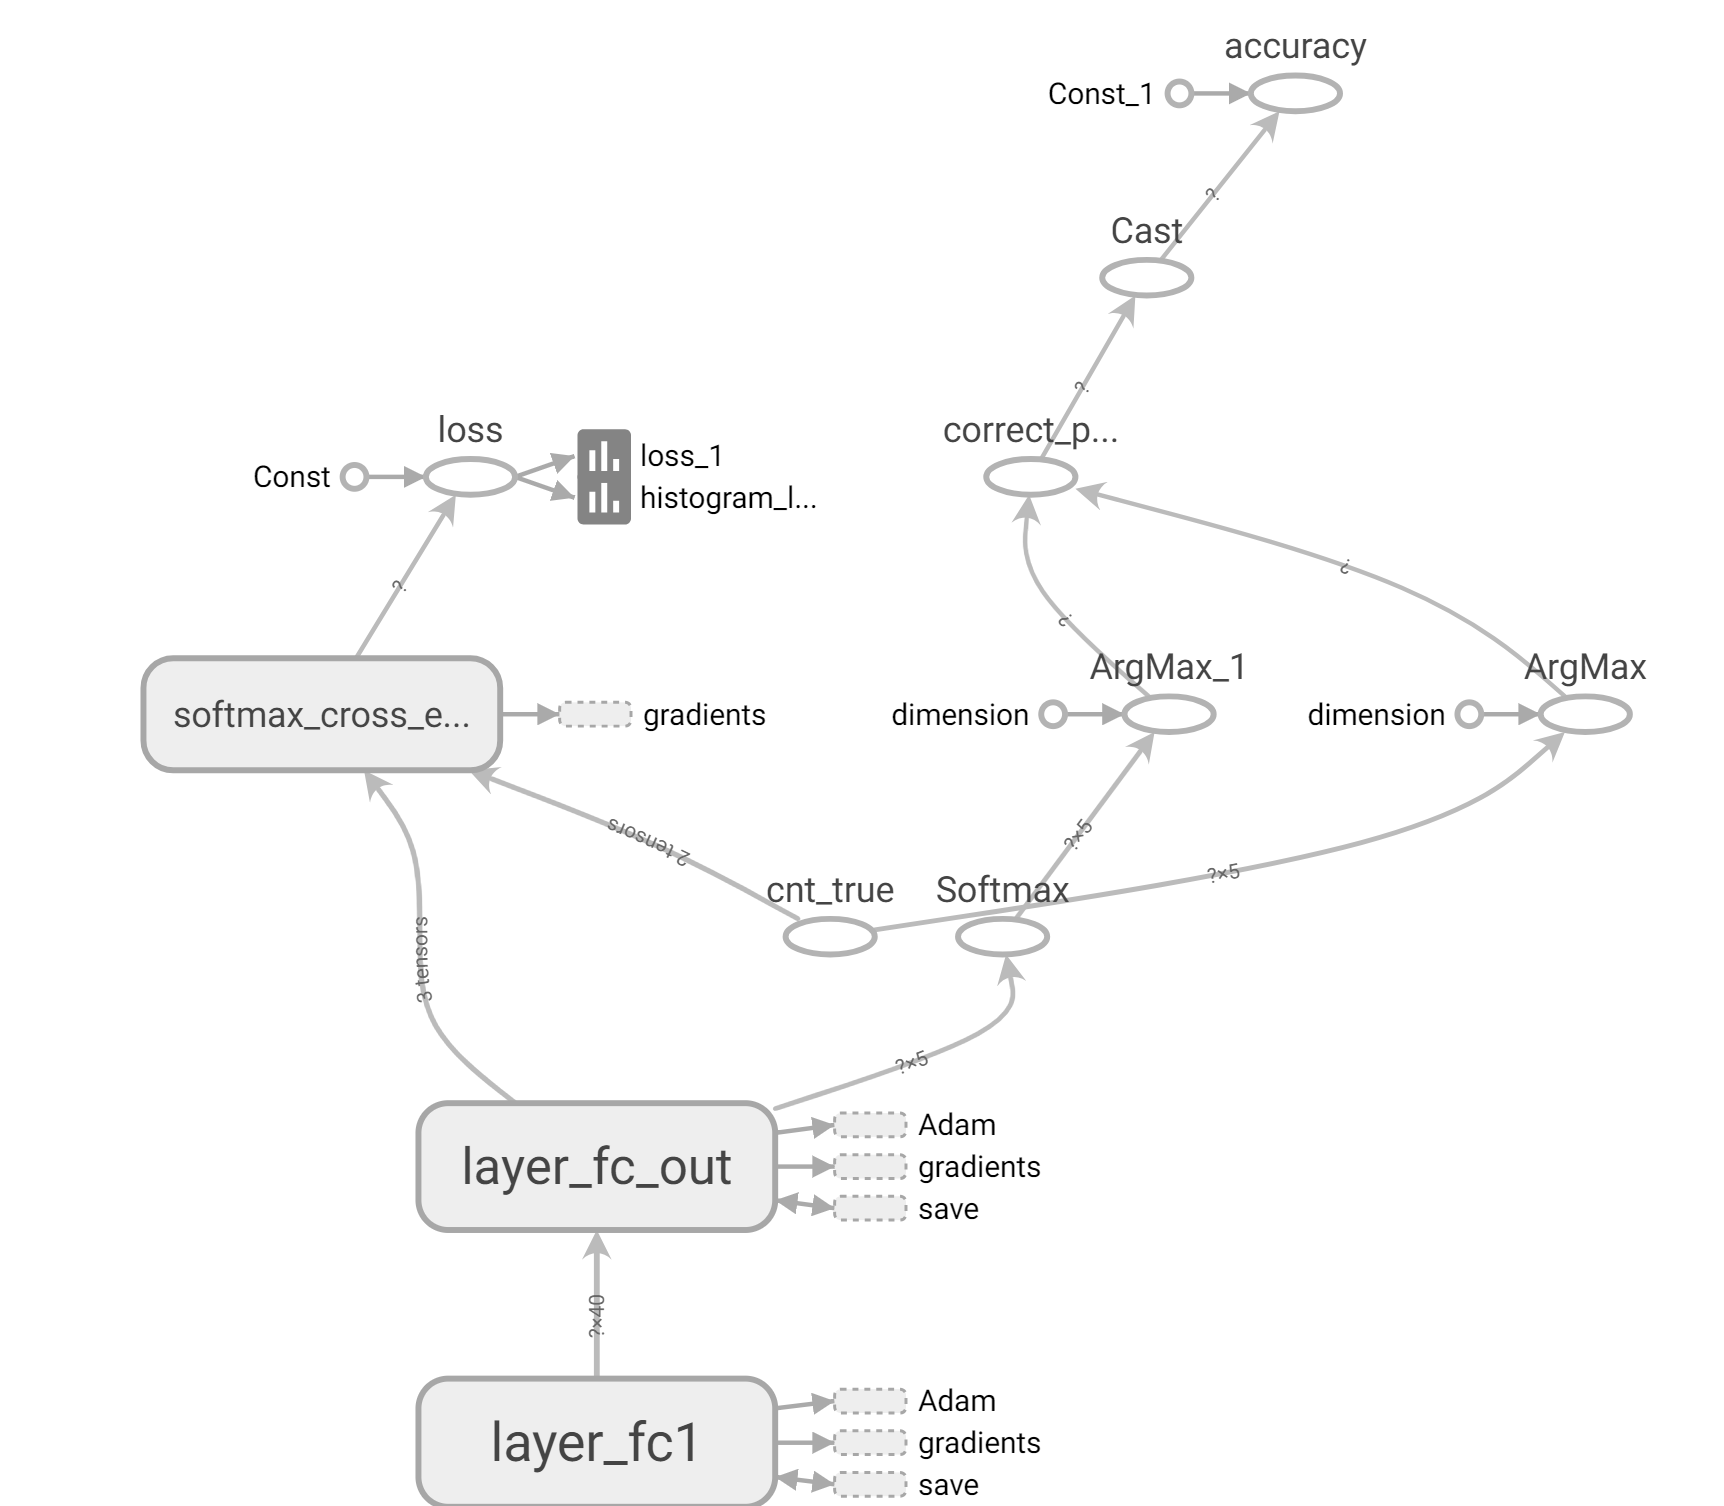 accuracy
Const_1
?
Cast
?
loss
correct_p...
Const
loss_1
histogram_l...
?
?
?
ArgMax_1
ArgMax
softmax_cross_e...
gradients
dimension
dimension
2 tensors
?×5
?×5
cnt_true
Softmax
3 tensors
?×5
Adam
layer_fc_out
gradients
save
?×40
Adam
layer_fc1
gradients
save